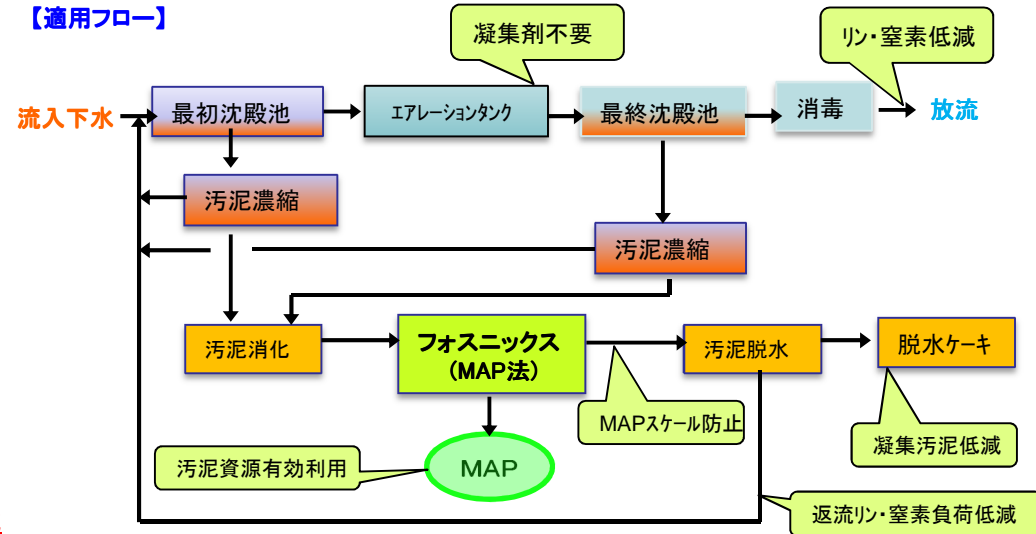 【適用フロー】
凝集剤不要
リン・窒素低減
流入下水
最初沈殿池
エアレーションタンク
最終沈殿池
消毒
放流
汚泥濃縮
汚泥濃縮
汚泥消化
フォスニックス
(MAP法)
汚泥脱水
脱水ケーキ
MAPスケール防止
凝集汚泥低減
汚泥資源有効利用
MAP
返流リン・窒素負荷低減